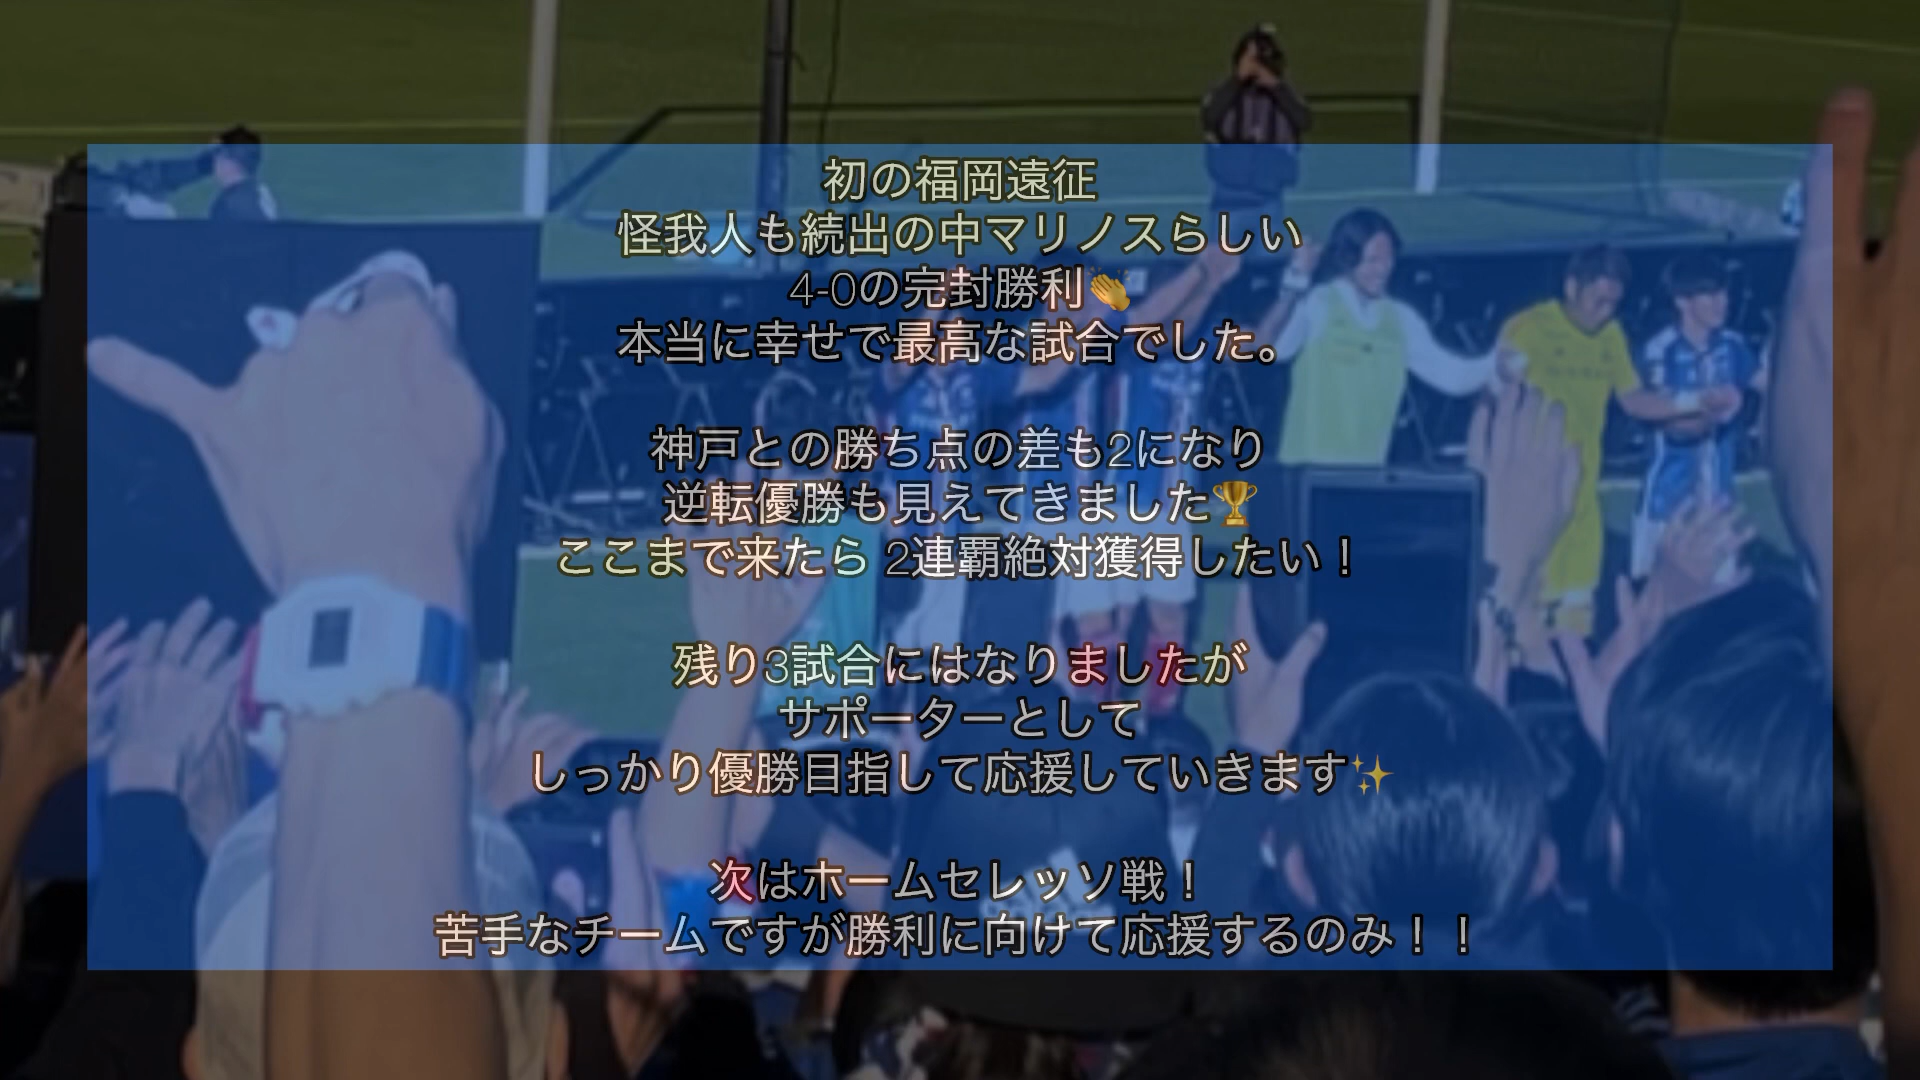 初の福岡遠征
怪我人も続出の中マリノスらしい
4-0の完封勝利👏
本当に幸せで最高な試合でした。
神戸との勝ち点の差も2になり
逆転優勝も見えてきました🏆
ここまで来たら 2連覇絶対獲得したい！
残り3試合にはなりましたが
サポーターとして
しっかり優勝目指して応援していきます✨
次はホームセレッソ戦！
苦手なチームですが勝利に向けて応援するのみ！！